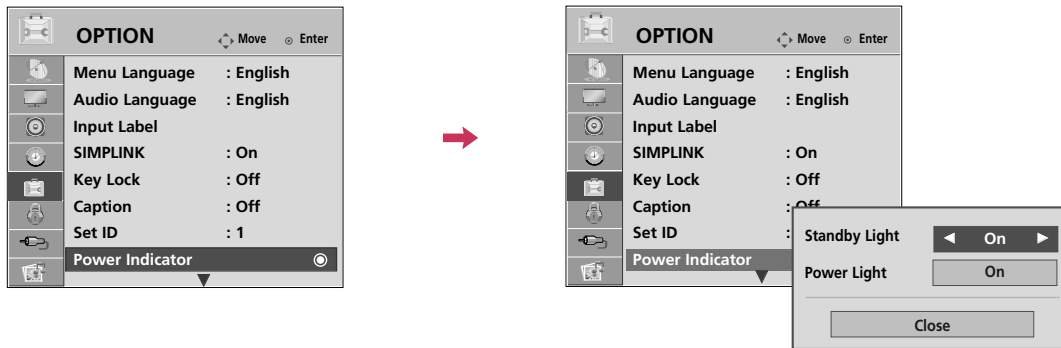 OPTION Move Enter
Menu Language : English
Audio Language : English
Input Label
SIMPLINK : On
Key Lock : Off
Caption : Off
Set ID : 1
Power Indicator
OPTION Move Enter
Menu Language : English
Audio Language : English
Input Label
SIMPLINK : On
Key Lock : Off
Caption : Off
Set ID :
Power Indicator
Standby Light ◄ On ►
Power Light On
Close